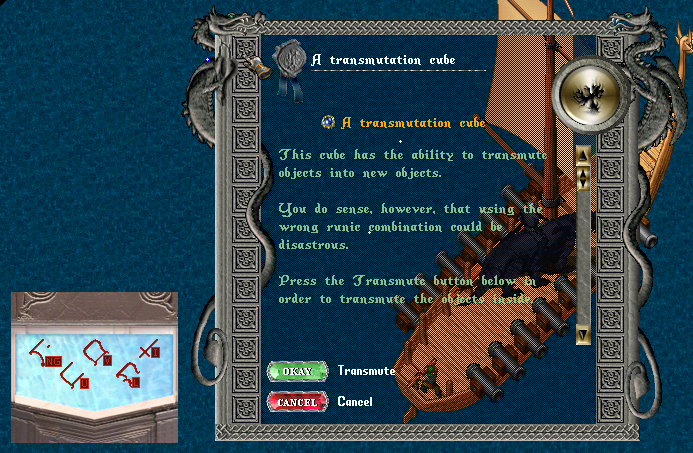 A transmutation cube
A transmutation cube
This cube has the ability to transmute
objects into new objects.
You do sense, however, that using the
wrong runic combination could be
disastrous.
Press the Transmute button below in
order to transmute the objects inside.
OKAY Transmute
CANCEL Cancel
NG
V
I
U
L